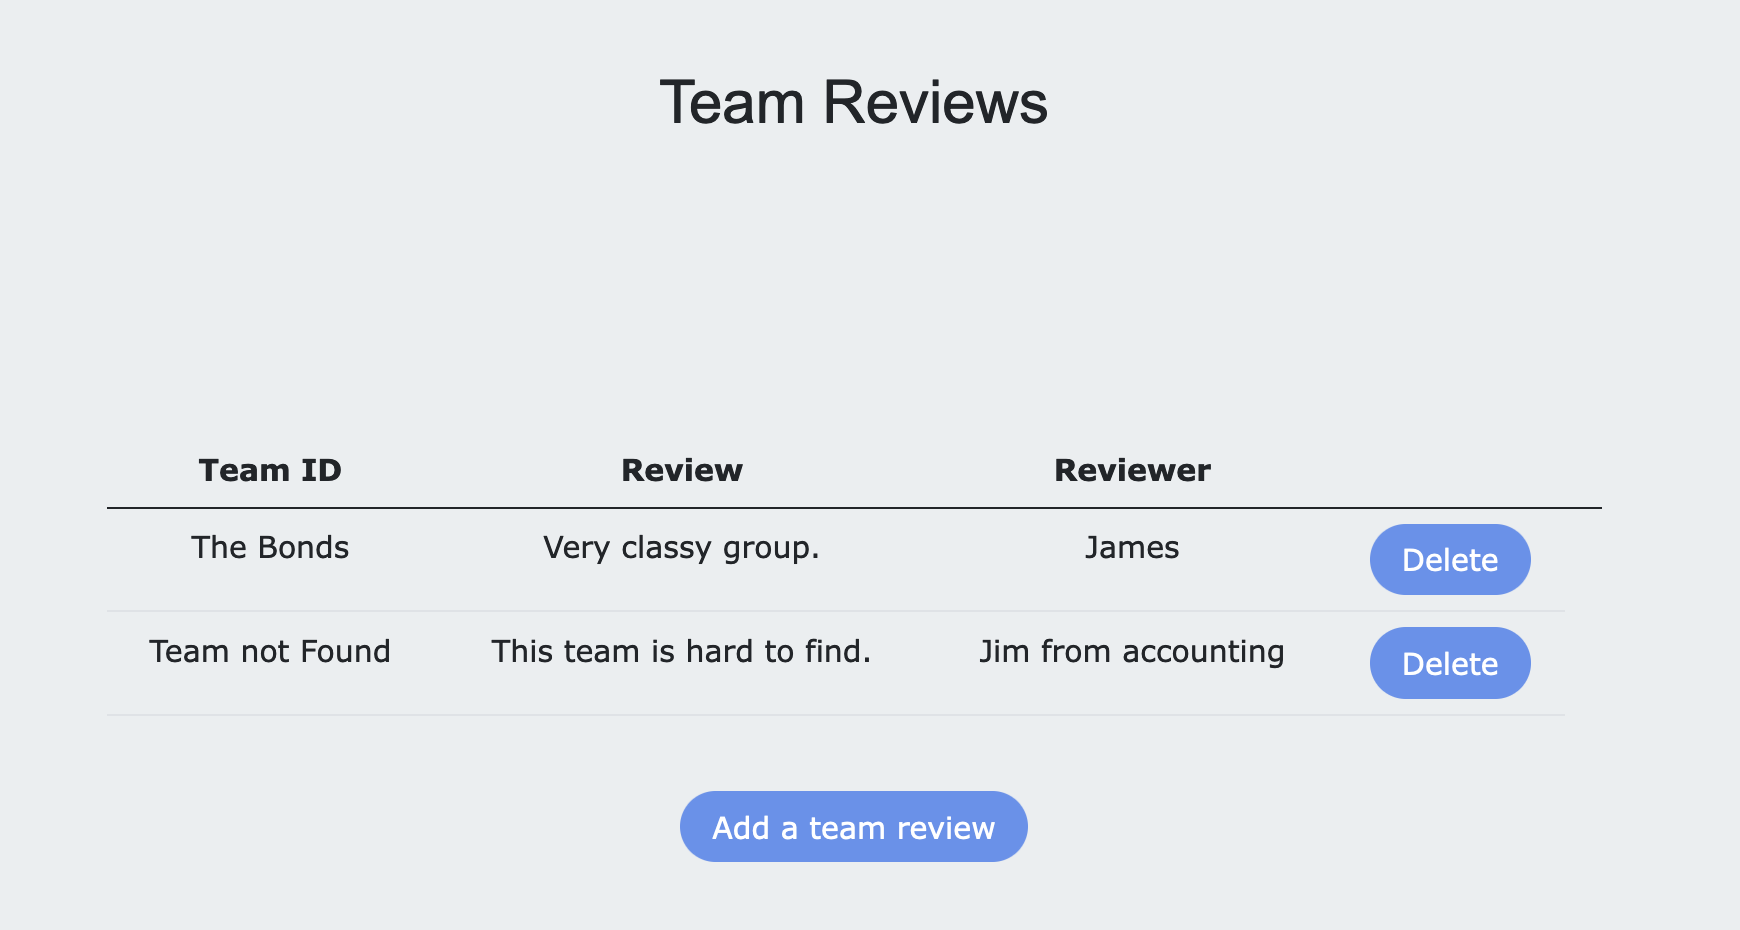 Team Reviews
Team ID Review Reviewer
The Bonds Very classy group. James Delete
Team not Found This team is hard to find. Jim from accounting Delete
Add a team review